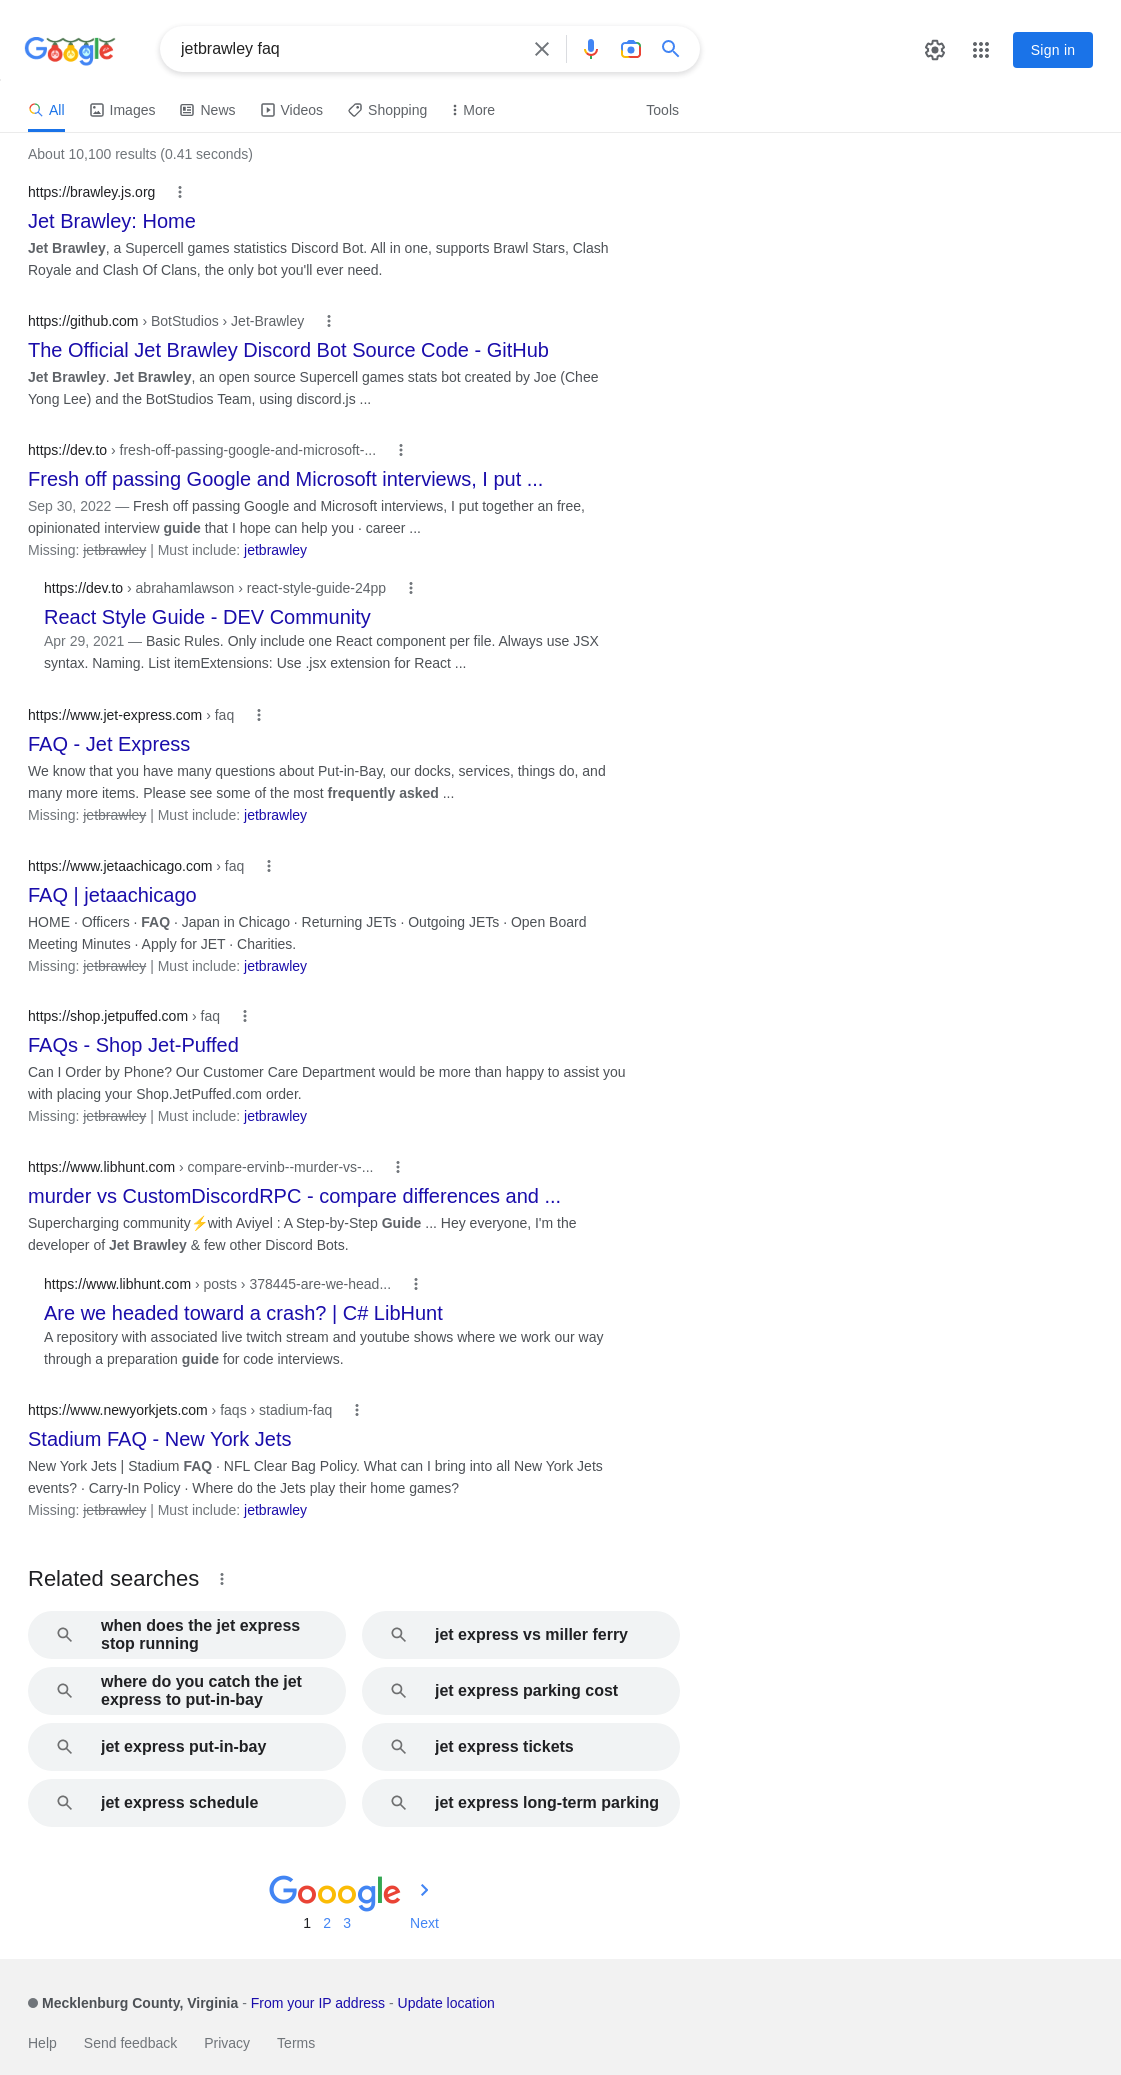 Google
jetbrawley faq
Sign in
All Images News Videos Shopping More Tools
About 10,100 results (0.41 seconds)
https://brawley.js.org
Jet Brawley: Home
Jet Brawley, a Supercell games statistics Discord Bot. All in one, supports Brawl Stars, Clash
Royale and Clash Of Clans, the only bot you'll ever need.
https://github.com › BotStudios › Jet-Brawley
The Official Jet Brawley Discord Bot Source Code - GitHub
Jet Brawley. Jet Brawley, an open source Supercell games stats bot created by Joe (Chee
Yong Lee) and the BotStudios Team, using discord.js ...
https://dev.to › fresh-off-passing-google-and-microsoft-...
Fresh off passing Google and Microsoft interviews, I put ...
Sep 30, 2022 — Fresh off passing Google and Microsoft interviews, I put together an free,
opinionated interview guide that I hope can help you · career ...
Missing: jetbrawley | Must include: jetbrawley
https://dev.to › abrahamlawson › react-style-guide-24pp
React Style Guide - DEV Community
Apr 29, 2021 — Basic Rules. Only include one React component per file. Always use JSX
syntax. Naming. List itemExtensions: Use .jsx extension for React ...
https://www.jet-express.com › faq
FAQ - Jet Express
We know that you have many questions about Put-in-Bay, our docks, services, things do, and
many more items. Please see some of the most frequently asked ...
Missing: jetbrawley | Must include: jetbrawley
https://www.jetaachicago.com › faq
FAQ | jetaachicago
HOME · Officers · FAQ · Japan in Chicago · Returning JETs · Outgoing JETs · Open Board
Meeting Minutes · Apply for JET · Charities.
Missing: jetbrawley | Must include: jetbrawley
https://shop.jetpuffed.com › faq
FAQs - Shop Jet-Puffed
Can I Order by Phone? Our Customer Care Department would be more than happy to assist you
with placing your Shop.JetPuffed.com order.
Missing: jetbrawley | Must include: jetbrawley
https://www.libhunt.com › compare-ervinb--murder-vs-...
murder vs CustomDiscordRPC - compare differences and ...
Supercharging community⚡with Aviyel : A Step-by-Step Guide ... Hey everyone, I'm the
developer of Jet Brawley & few other Discord Bots.
https://www.libhunt.com › posts › 378445-are-we-head...
Are we headed toward a crash? | C# LibHunt
A repository with associated live twitch stream and youtube shows where we work our way
through a preparation guide for code interviews.
https://www.newyorkjets.com › faqs › stadium-faq
Stadium FAQ - New York Jets
New York Jets | Stadium FAQ · NFL Clear Bag Policy. What can I bring into all New York Jets
events? · Carry-In Policy · Where do the Jets play their home games?
Missing: jetbrawley | Must include: jetbrawley
Related searches
when does the jet express
stop running
jet express vs miller ferry
where do you catch the jet
express to put-in-bay
jet express parking cost
jet express put-in-bay
jet express tickets
jet express schedule
jet express long-term parking
Gooogle
1 2 3 Next
Mecklenburg County, Virginia - From your IP address - Update location
Help Send feedback Privacy Terms